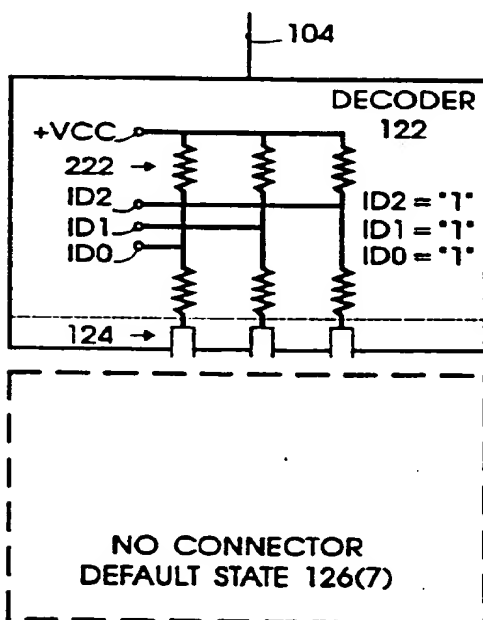 104
DECODER
122
+VCC
222
ID2
ID1
ID0
ID2 = "1"
ID1 = "1"
ID0 = "1"
124
NO CONNECTOR
DEFAULT STATE 126(7)